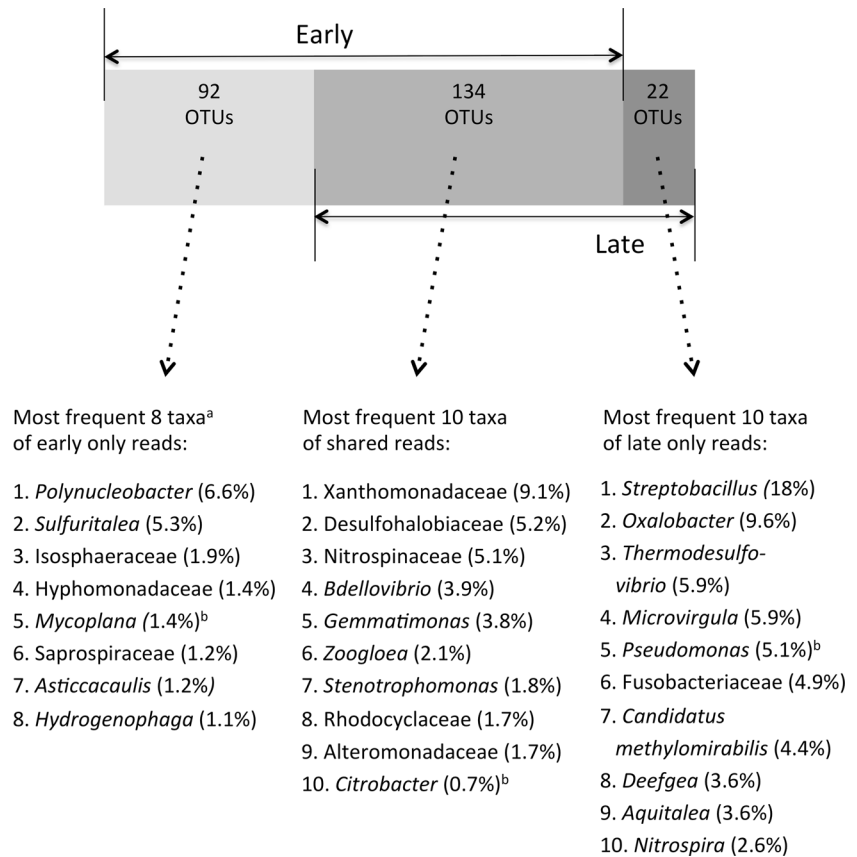 Early
92
OTUs
134
OTUs
22
OTUs
Late
Most frequent 8 taxaᵃ
of early only reads:
1. Polynucleobacter (6.6%)
2. Sulfuritalea (5.3%)
3. Isosphaeraceae (1.9%)
4. Hyphomonadaceae (1.4%)
5. Mycoplana (1.4%)ᵇ
6. Saprospiraceae (1.2%)
7. Asticcacaulis (1.2%)
8. Hydrogenophaga (1.1%)
Most frequent 10 taxa
of shared reads:
1. Xanthomonadaceae (9.1%)
2. Desulfohalobiaceae (5.2%)
3. Nitrospinaceae (5.1%)
4. Bdellovibrio (3.9%)
5. Gemmatimonas (3.8%)
6. Zoogloea (2.1%)
7. Stenotrophomonas (1.8%)
8. Rhodocyclaceae (1.7%)
9. Alteromonadaceae (1.7%)
10. Citrobacter (0.7%)ᵇ
Most frequent 10 taxa
of late only reads:
1. Streptobacillus (18%)
2. Oxalobacter (9.6%)
3. Thermodesulfo-
vibrio (5.9%)
4. Microvirgula (5.9%)
5. Pseudomonas (5.1%)ᵇ
6. Fusobacteriaceae (4.9%)
7. Candidatus
methylomirabilis (4.4%)
8. Deefgea (3.6%)
9. Aquitalea (3.6%)
10. Nitrospira (2.6%)